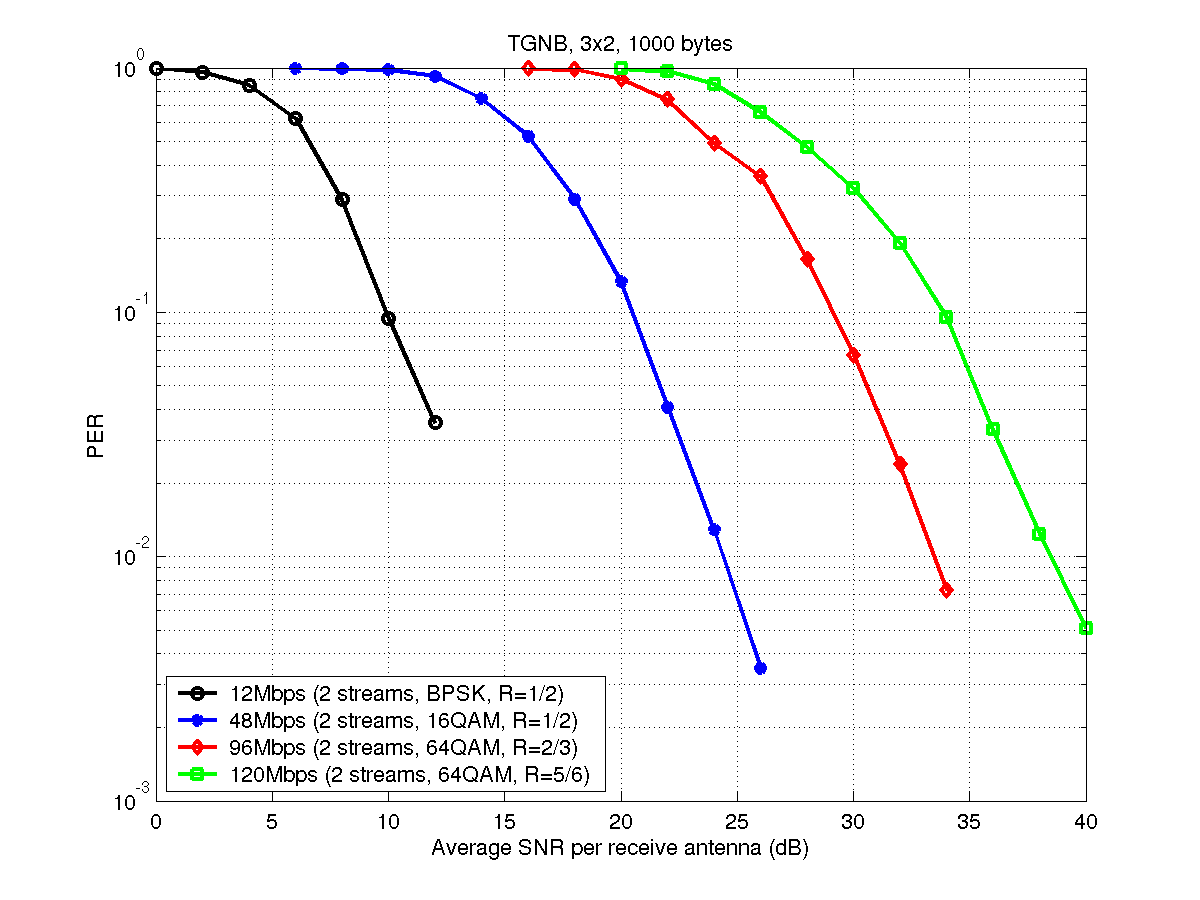 TGNB, 3x2, 1000 bytes
10^0
10^-1
10^-2
10^-3
PER
12Mbps (2 streams, BPSK, R=1/2)
48Mbps (2 streams, 16QAM, R=1/2)
96Mbps (2 streams, 64QAM, R=2/3)
120Mbps (2 streams, 64QAM, R=5/6)
0 5 10 15 20 25 30 35 40
Average SNR per receive antenna (dB)